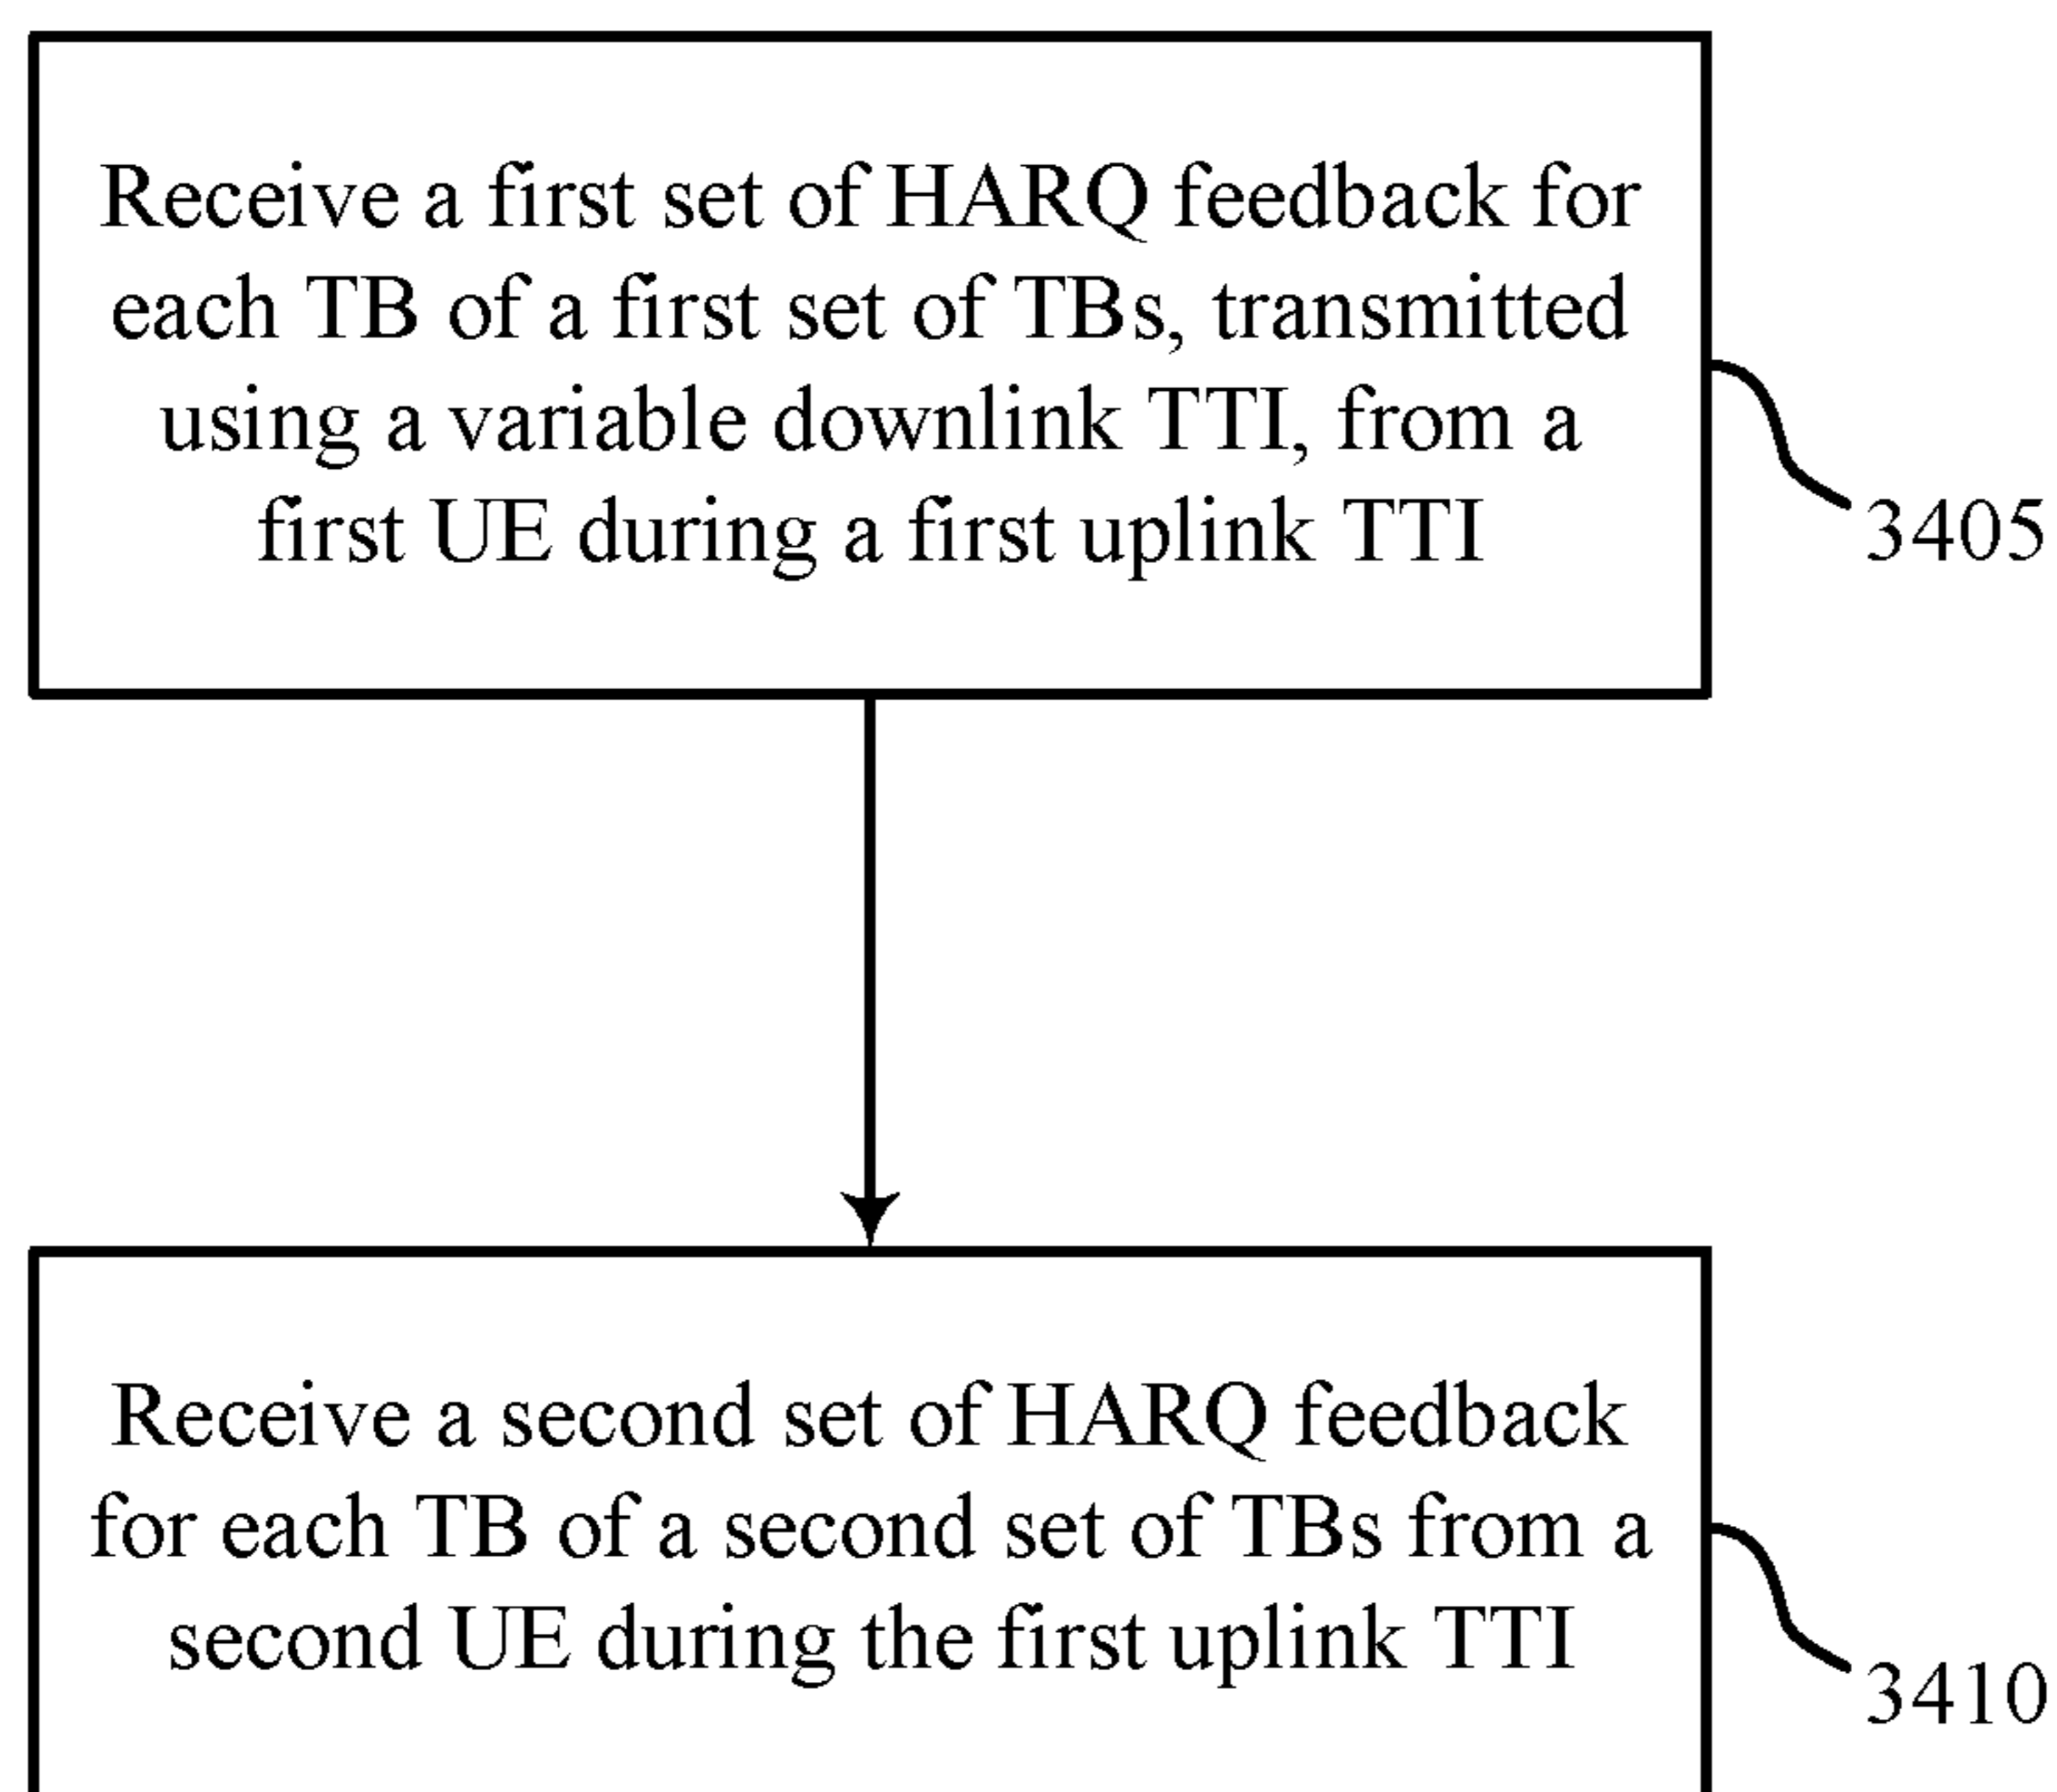 Receive a first set of HARQ feedback for
each TB of a first set of TBs, transmitted
using a variable downlink TTI, from a
first UE during a first uplink TTI
3405
Receive a second set of HARQ feedback
for each TB of a second set of TBs from a
second UE during the first uplink TTI
3410